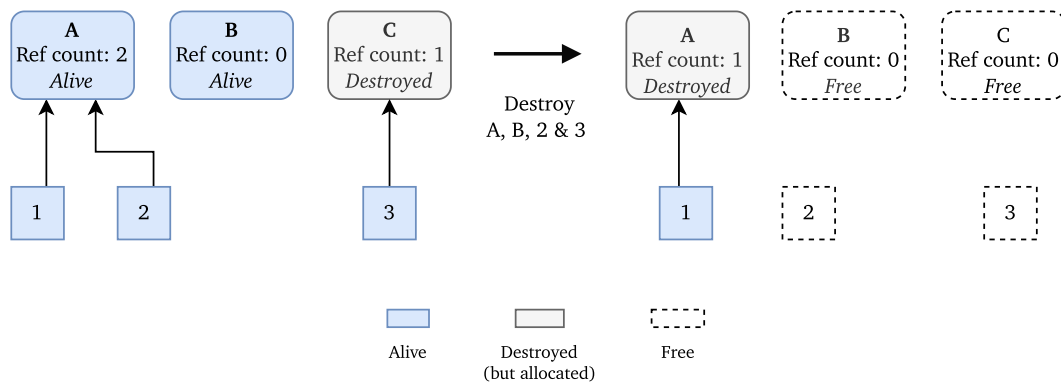 A
Ref count: 2
Alive
B
Ref count: 0
Alive
C
Ref count: 1
Destroyed
Destroy
A, B, 2 & 3
A
Ref count: 1
Destroyed
B
Ref count: 0
Free
C
Ref count: 0
Free
1
2
3
1
2
3
Alive
Destroyed
(but allocated)
Free